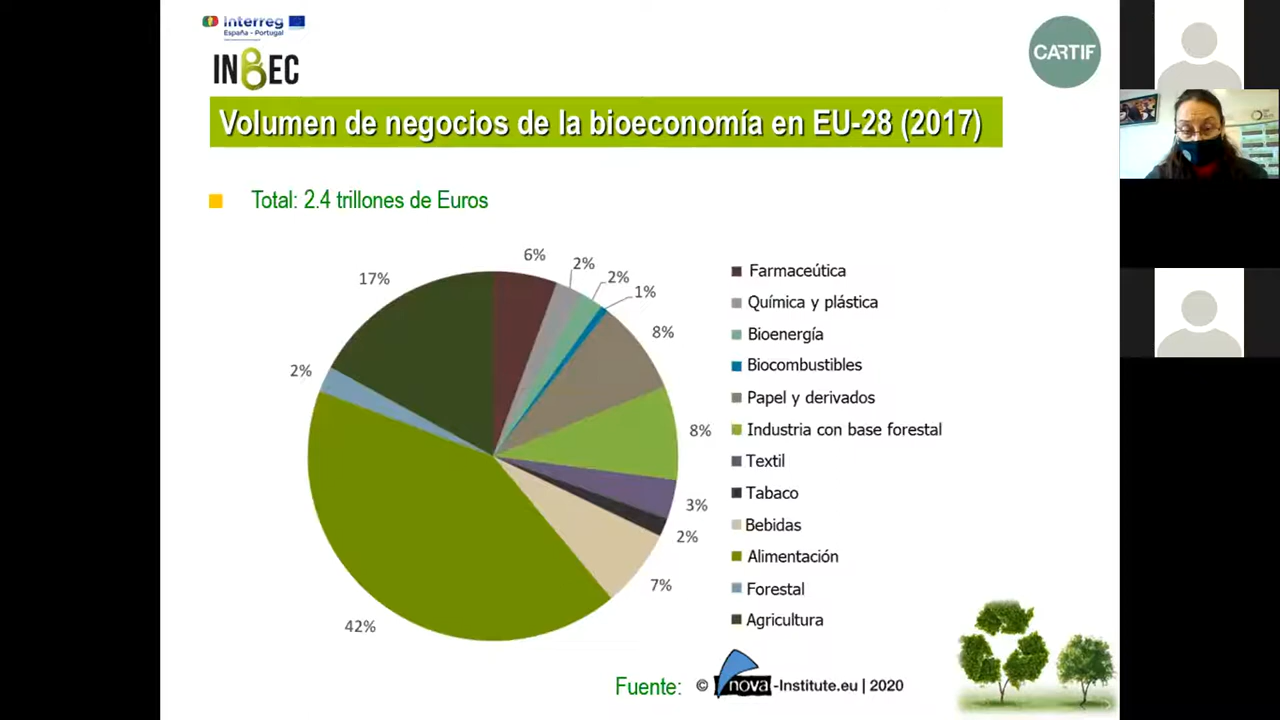 Interreg
España - Portugal
INBEC
CARTIF
Volumen de negocios de la bioeconomía en EU-28 (2017)
Total: 2.4 trillones de Euros
6%
2%
2%
1%
17%
8%
2%
8%
3%
2%
7%
42%
Farmaceútica
Química y plástica
Bioenergía
Biocombustibles
Papel y derivados
Industria con base forestal
Textil
Tabaco
Bebidas
Alimentación
Forestal
Agricultura
Fuente: © nova-Institute.eu | 2020